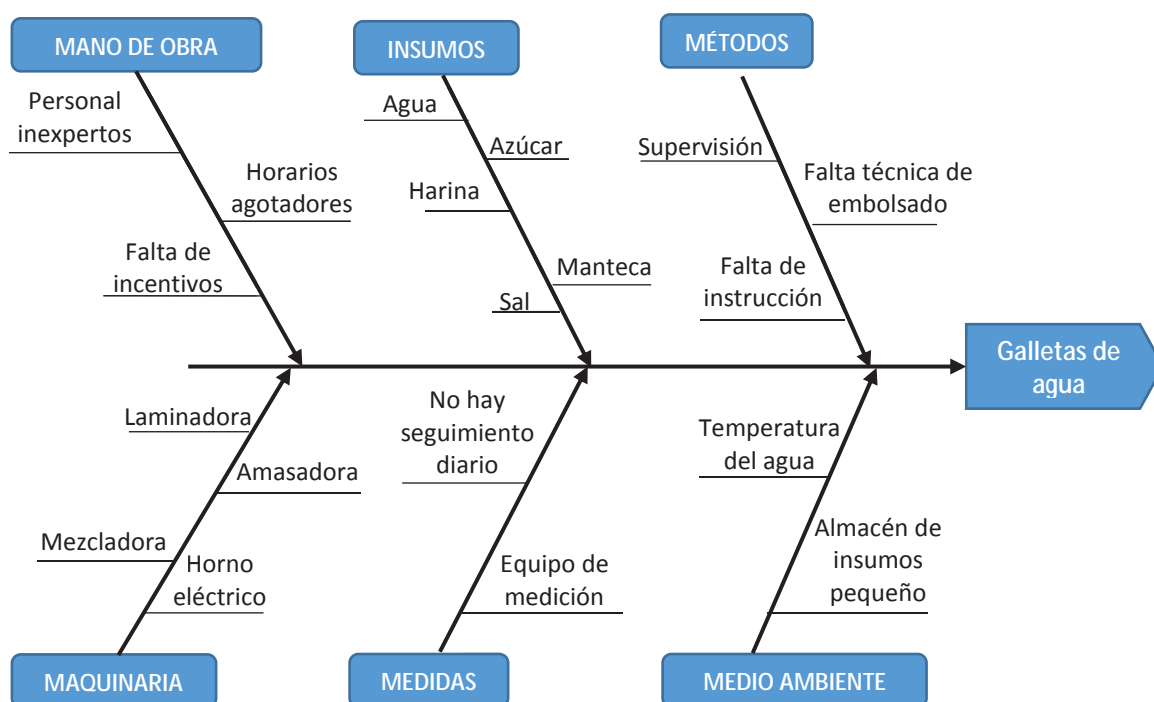 MANO DE OBRA
INSUMOS
MÉTODOS
Personal
inexpertos
Horarios
agotadores
Falta de
incentivos
Agua
Azúcar
Harina
Manteca
Sal
Supervisión
Falta técnica de
embolsado
Falta de
instrucción
Galletas de
agua
Laminadora
Amasadora
Mezcladora
Horno
eléctrico
No hay
seguimiento
diario
Equipo de
medición
Temperatura
del agua
Almacén de
insumos
pequeño
MAQUINARIA
MEDIDAS
MEDIO AMBIENTE